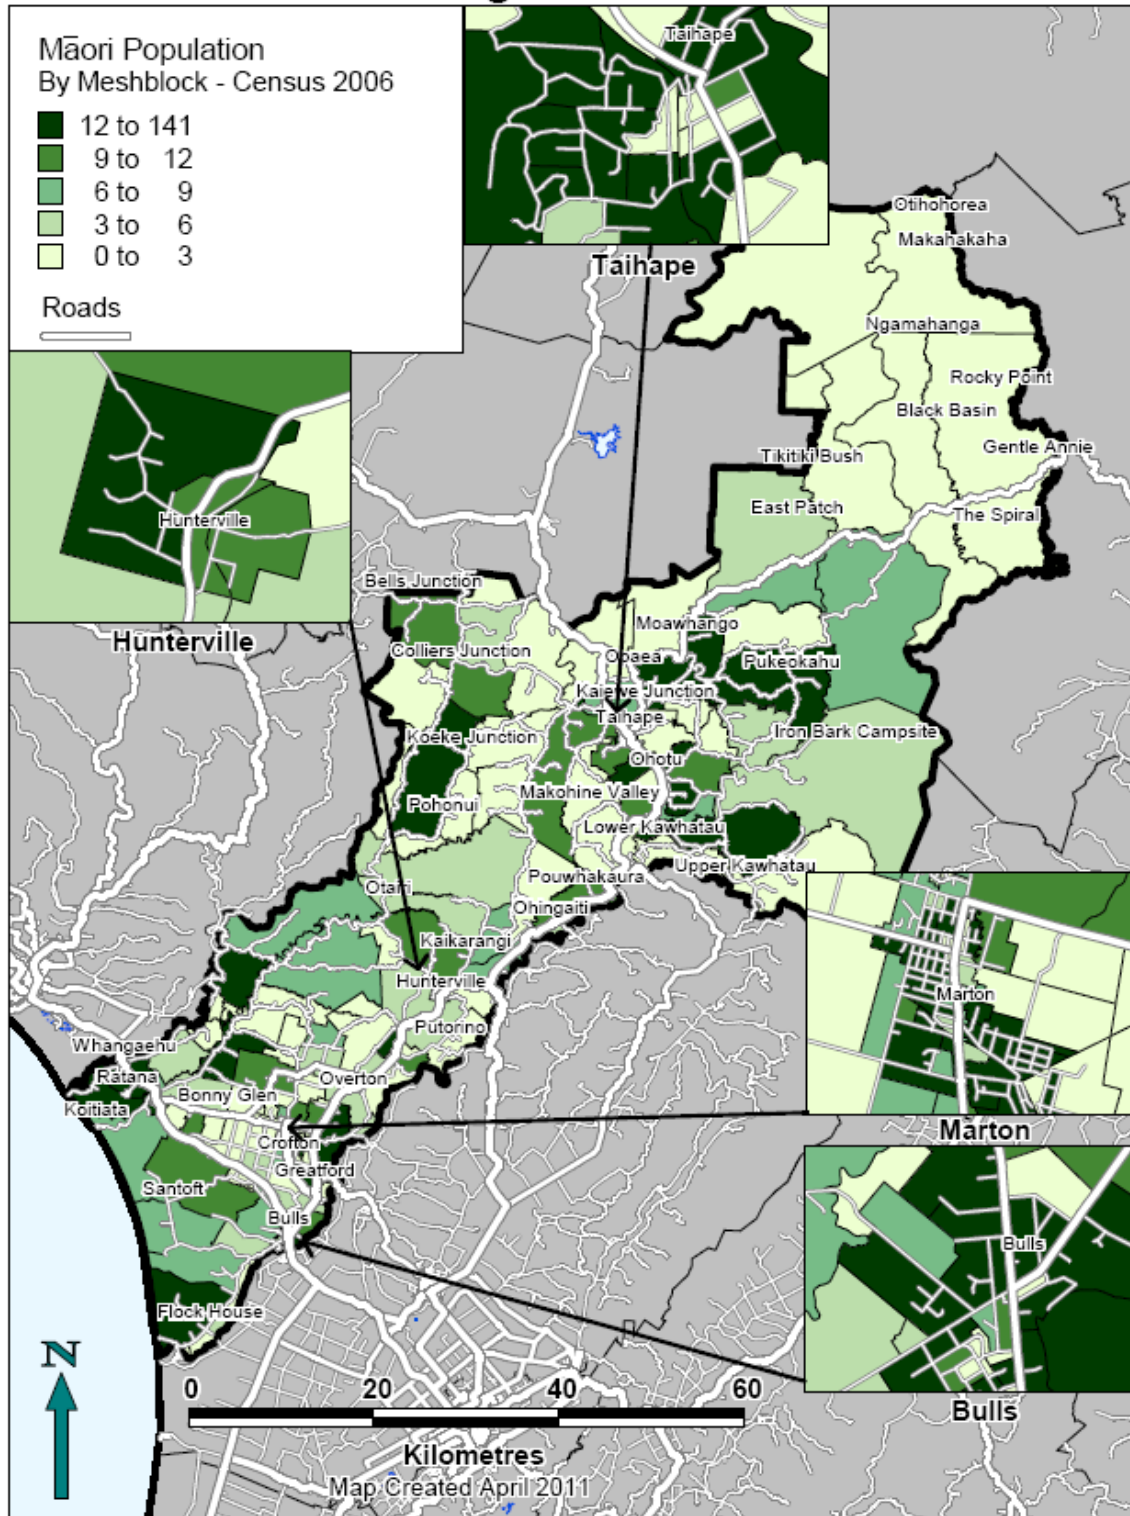 Māori Population
By Meshblock - Census 2006
12 to 141
9 to 12
6 to 9
3 to 6
0 to 3
Roads
Taihape
Taihape
Hunterville
Hunterville
Otihohorea
Makahakaha
Ngamahanga
Rocky Point
Black Basin
Gentle Annie
Tikitiki Bush
East Patch
The Spiral
Bells Junction
Moawhango
Colliers Junction
Opaea
Pukeokahu
Kaiewe Junction
Taihape
Koeke Junction
Iron Bark Campsite
Ohotu
Makohine Valley
Pohonui
Lower Kawhatau
Upper Kawhatau
Pouwhakaura
Otairi
Ohingaiti
Kaikarangi
Hunterville
Putorino
Whangaehu
Ratana
Overton
Bonny Glen
Koitiata
Crofton
Greatford
Santoft
Bulls
Flock House
Marton
Marton
Bulls
Bulls
N
0 20 40 60
Kilometres
Map Created April 2011